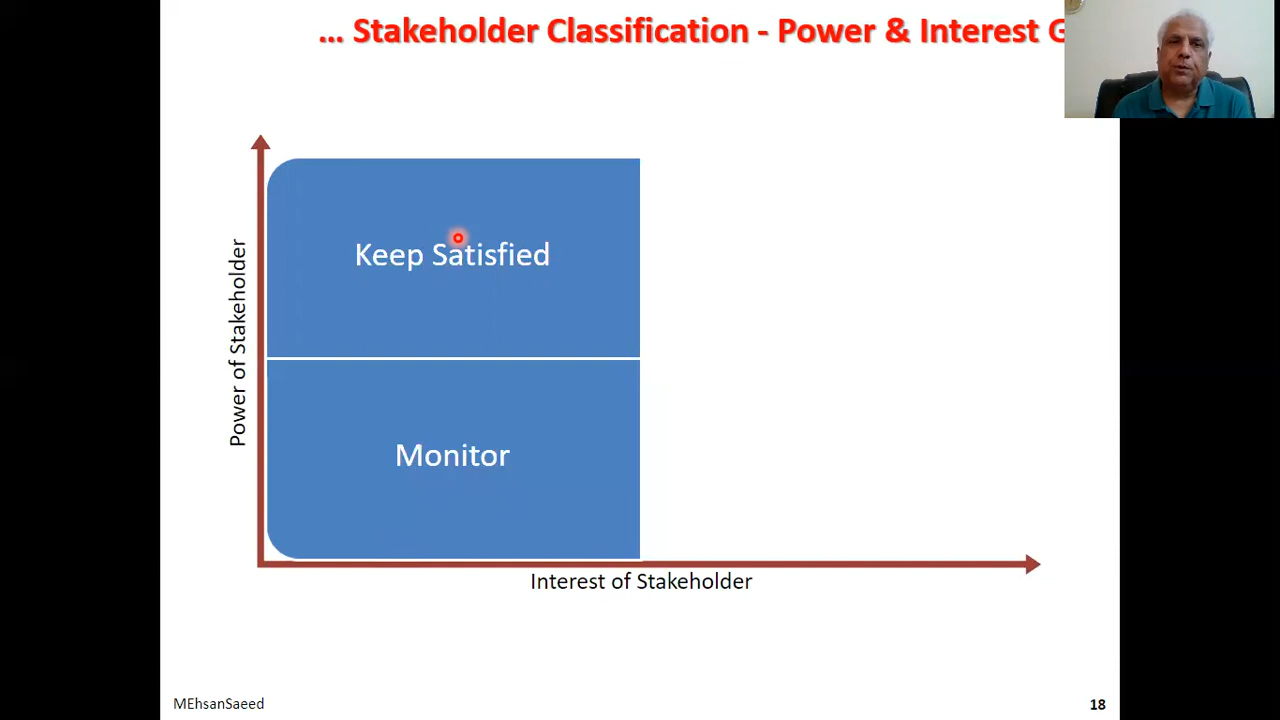 ... Stakeholder Classification - Power & Interest G
Keep Satisfied
Power of Stakeholder
Monitor
Interest of Stakeholder
MEhsanSaeed
18